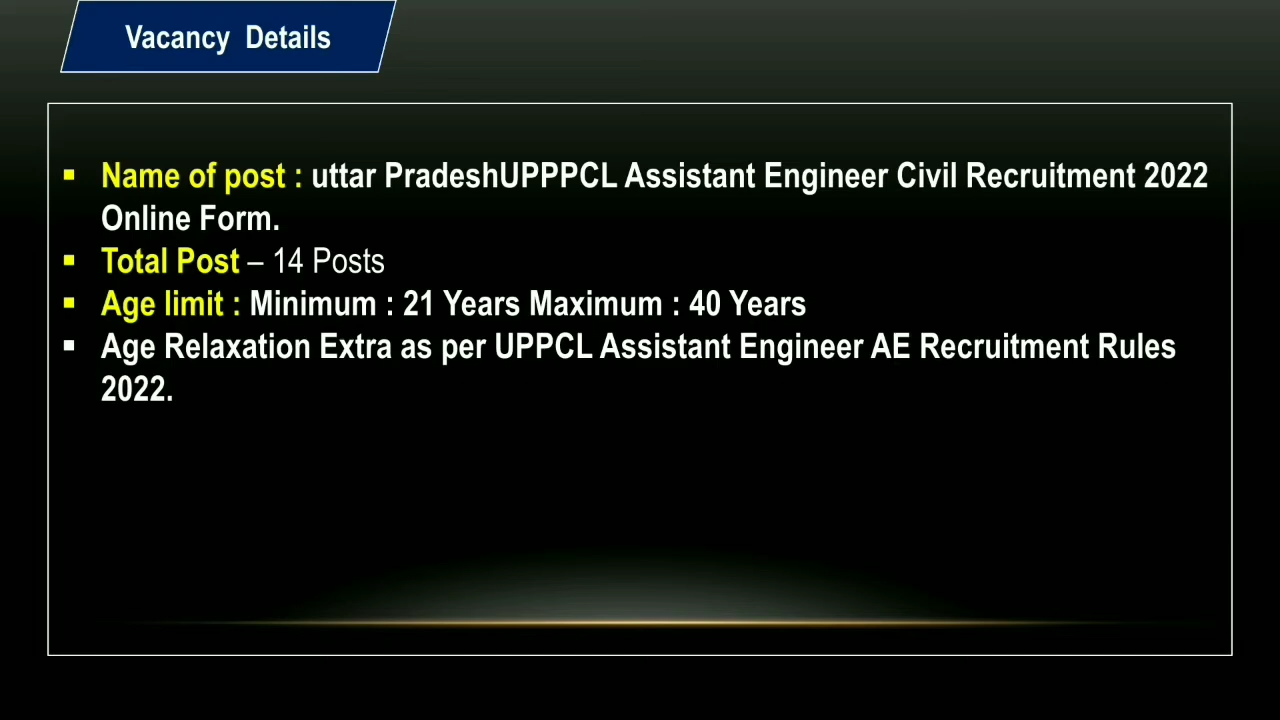 Vacancy Details
Name of post : uttar PradeshUPPPCL Assistant Engineer Civil Recruitment 2022
Online Form.
Total Post – 14 Posts
Age limit : Minimum : 21 Years Maximum : 40 Years
Age Relaxation Extra as per UPPCL Assistant Engineer AE Recruitment Rules
2022.